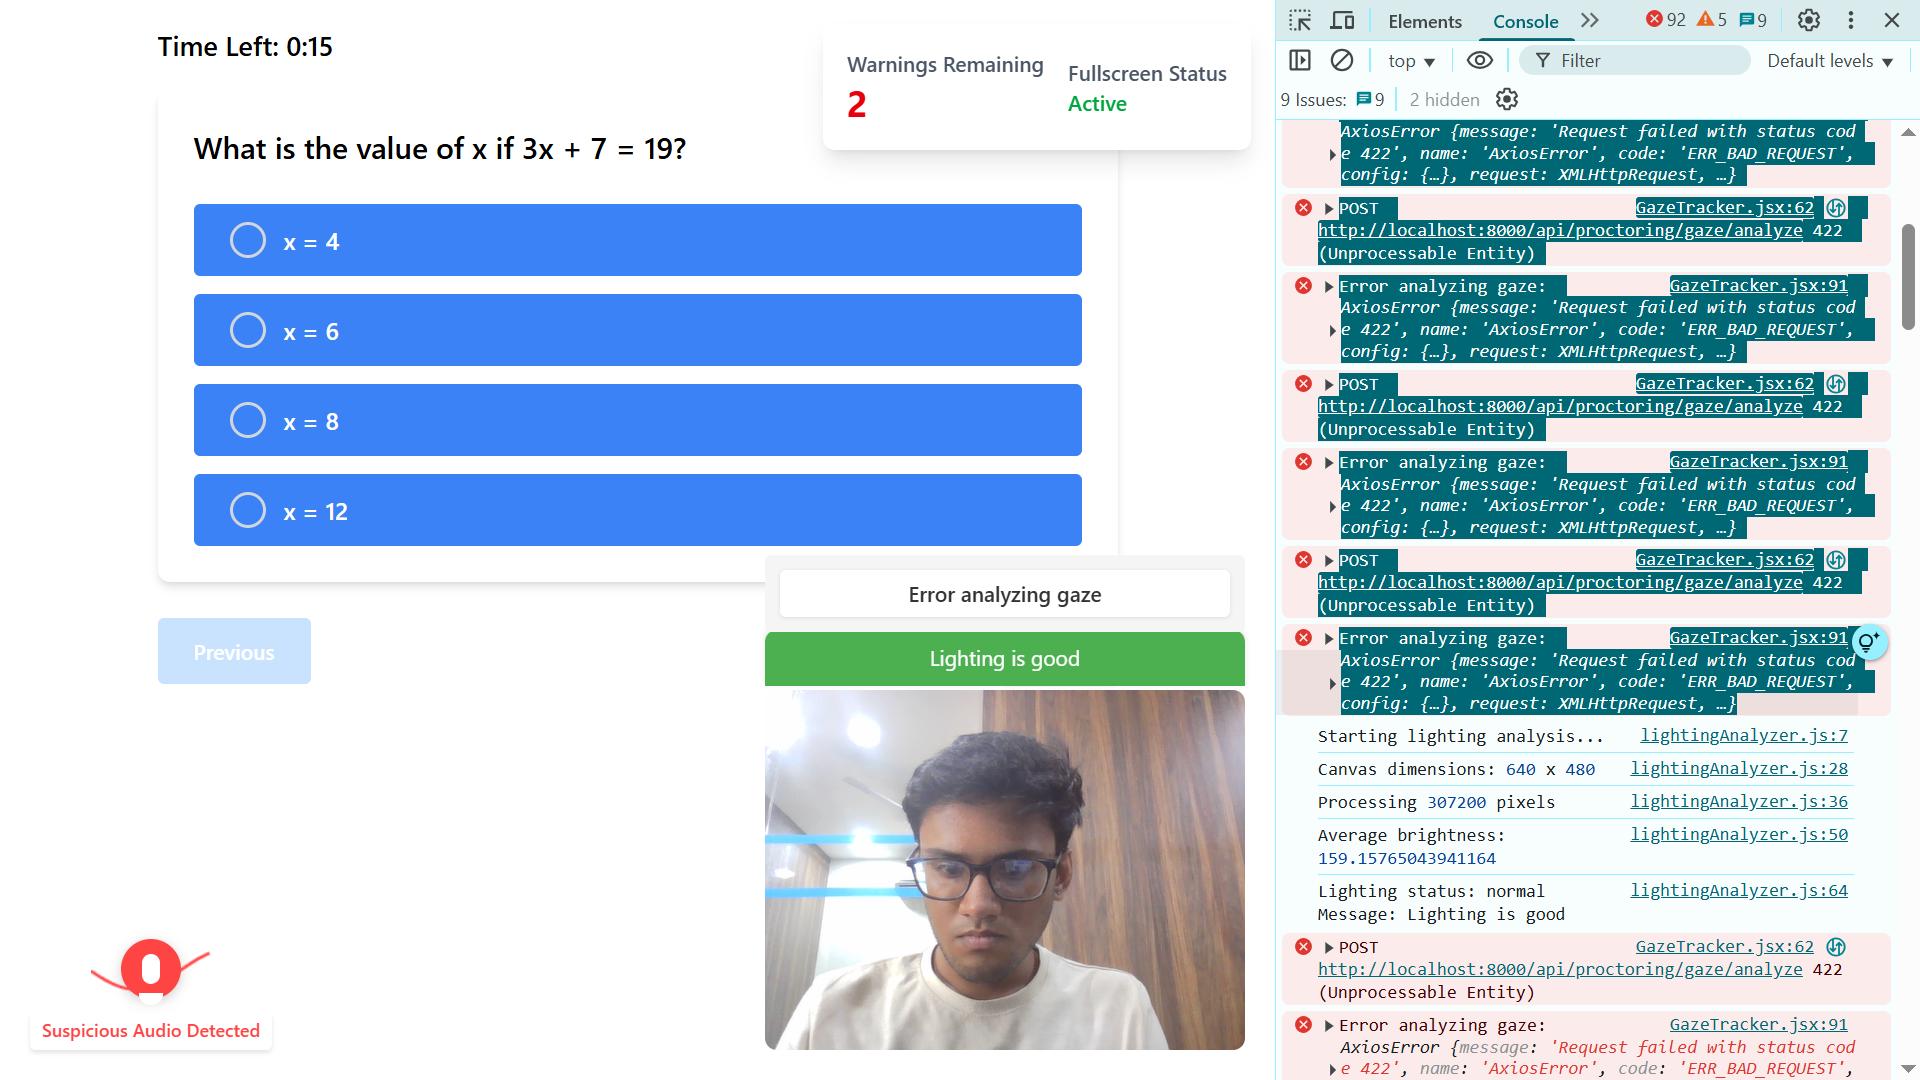 Time Left: 0:15
Warnings Remaining
2
Fullscreen Status
Active
What is the value of x if 3x + 7 = 19?
x = 4
x = 6
x = 8
x = 12
Previous
Error analyzing gaze
Lighting is good
Suspicious Audio Detected
Elements Console 92 5 9
top Filter Default levels
9 Issues: 9 2 hidden
AxiosError {message: 'Request failed with status cod
e 422', name: 'AxiosError', code: 'ERR_BAD_REQUEST',
config: {…}, request: XMLHttpRequest, …}
POST GazeTracker.jsx:62
http://localhost:8000/api/proctoring/gaze/analyze 422
(Unprocessable Entity)
Error analyzing gaze: GazeTracker.jsx:91
AxiosError {message: 'Request failed with status cod
e 422', name: 'AxiosError', code: 'ERR_BAD_REQUEST',
config: {…}, request: XMLHttpRequest, …}
POST GazeTracker.jsx:62
http://localhost:8000/api/proctoring/gaze/analyze 422
(Unprocessable Entity)
Error analyzing gaze: GazeTracker.jsx:91
AxiosError {message: 'Request failed with status cod
e 422', name: 'AxiosError', code: 'ERR_BAD_REQUEST',
config: {…}, request: XMLHttpRequest, …}
POST GazeTracker.jsx:62
http://localhost:8000/api/proctoring/gaze/analyze 422
(Unprocessable Entity)
Error analyzing gaze: GazeTracker.jsx:91
AxiosError {message: 'Request failed with status cod
e 422', name: 'AxiosError', code: 'ERR_BAD_REQUEST',
config: {…}, request: XMLHttpRequest, …}
Starting lighting analysis... lightingAnalyzer.js:7
Canvas dimensions: 640 x 480 lightingAnalyzer.js:28
Processing 307200 pixels lightingAnalyzer.js:36
Average brightness: lightingAnalyzer.js:50
159.15765043941164
Lighting status: normal lightingAnalyzer.js:64
Message: Lighting is good
POST GazeTracker.jsx:62
http://localhost:8000/api/proctoring/gaze/analyze 422
(Unprocessable Entity)
Error analyzing gaze: GazeTracker.jsx:91
AxiosError {message: 'Request failed with status cod
e 422', name: 'AxiosError', code: 'ERR_BAD_REQUEST',